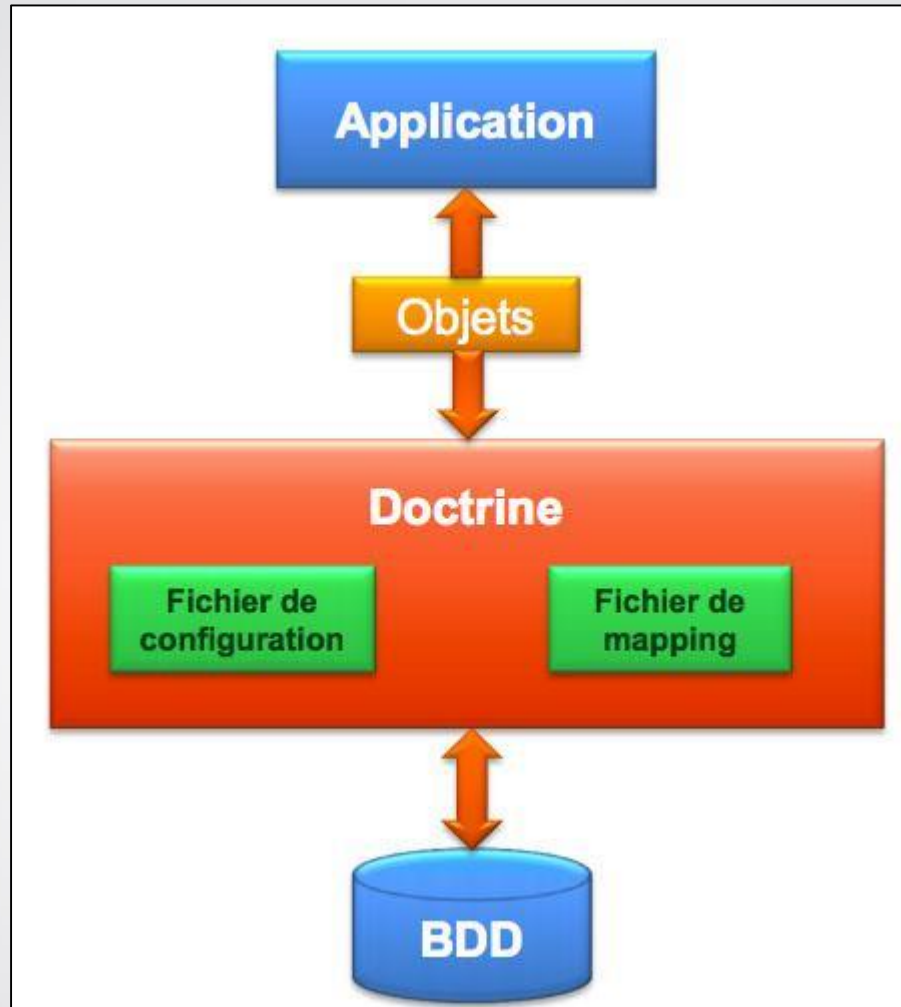 Application
Objets
Doctrine
Fichier de
configuration
Fichier de
mapping
BDD